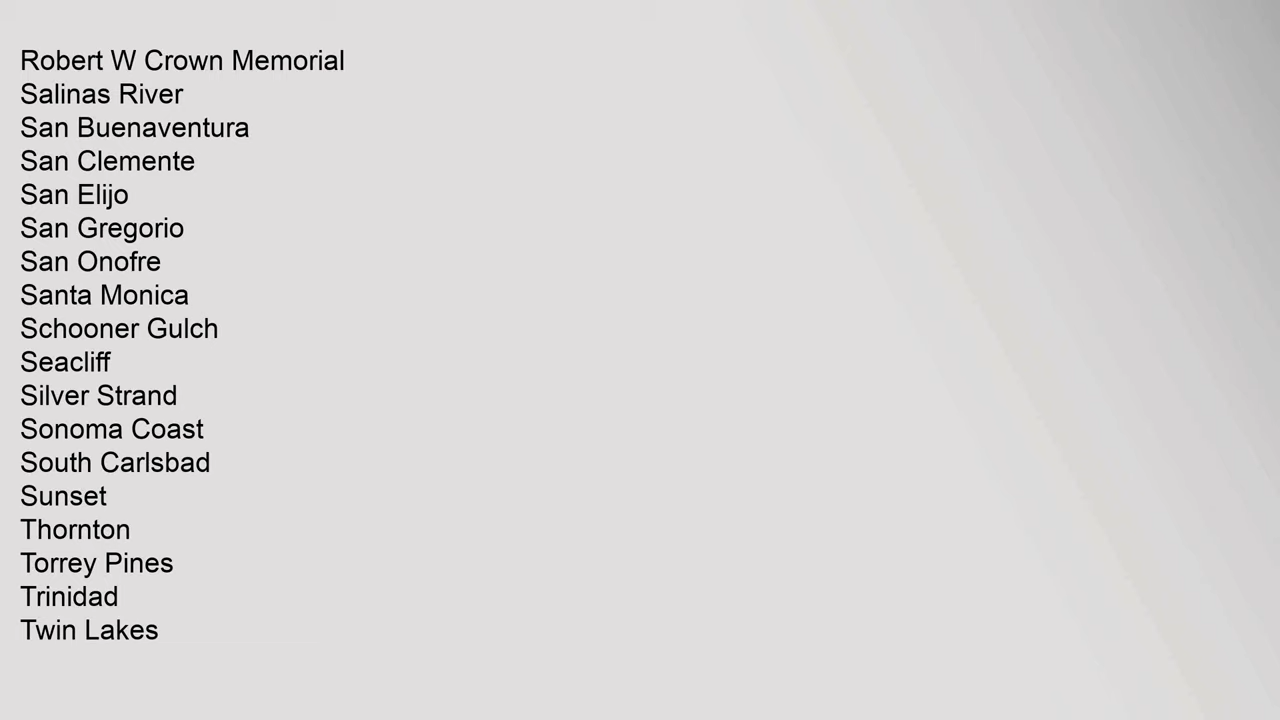 Robert W Crown Memorial
Salinas River
San Buenaventura
San Clemente
San Elijo
San Gregorio
San Onofre
Santa Monica
Schooner Gulch
Seacliff
Silver Strand
Sonoma Coast
South Carlsbad
Sunset
Thornton
Torrey Pines
Trinidad
Twin Lakes